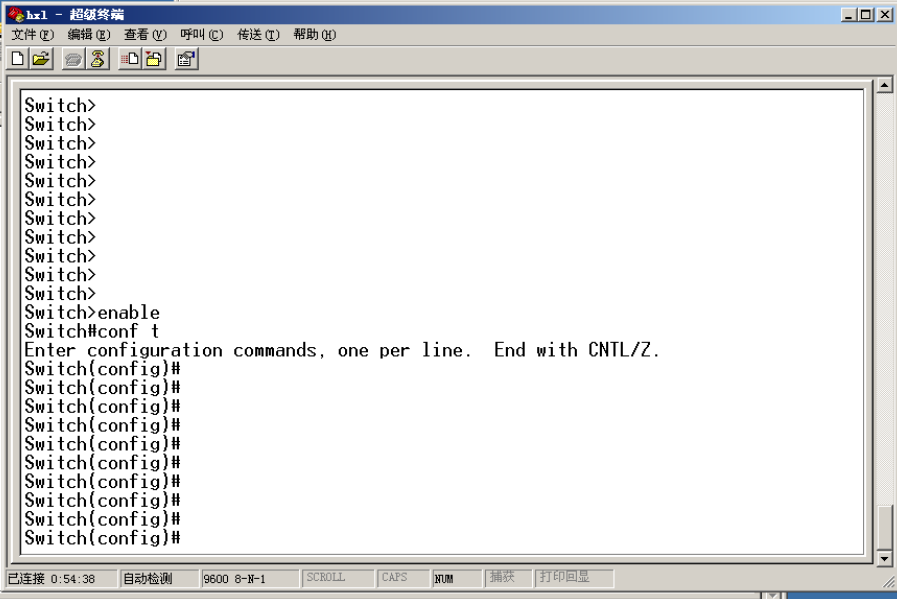 hxl - 超级终端
文件(F) 编辑(E) 查看(V) 呼叫(C) 传送(T) 帮助(H)
Switch>
Switch>
Switch>
Switch>
Switch>
Switch>
Switch>
Switch>
Switch>
Switch>
Switch>
Switch>enable
Switch#conf t
Enter configuration commands, one per line.  End with CNTL/Z.
Switch(config)#
Switch(config)#
Switch(config)#
Switch(config)#
Switch(config)#
Switch(config)#
Switch(config)#
Switch(config)#
Switch(config)#
Switch(config)#
已连接 0:54:38 自动检测 9600 8-N-1 SCROLL CAPS NUM 捕获 打印回显